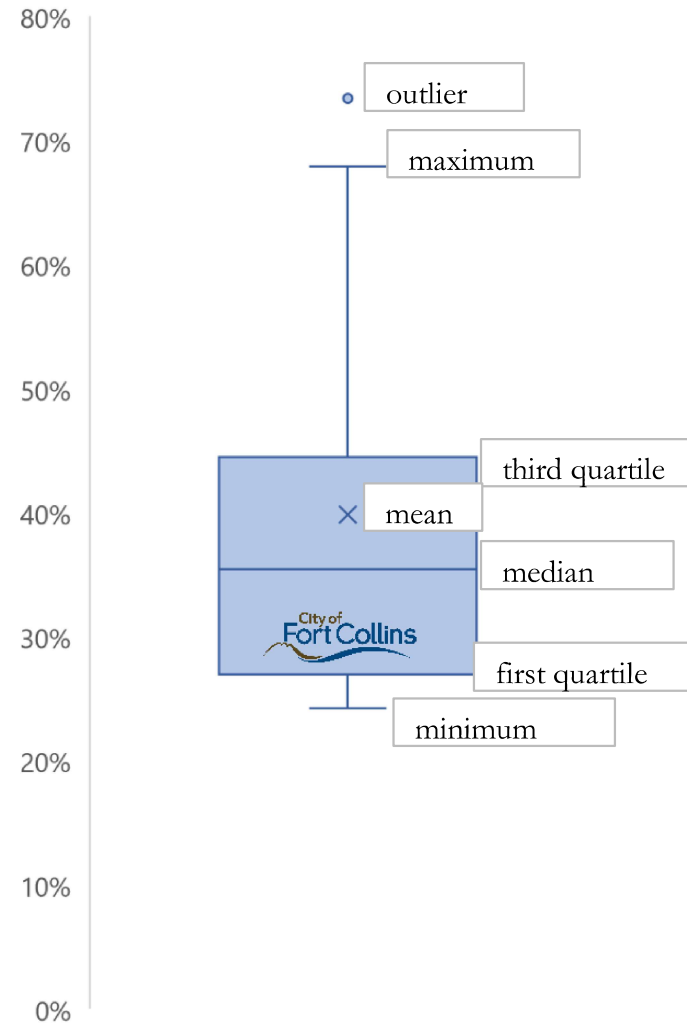 80%
outlier
70%
maximum
60%
50%
third quartile
40%
mean
median
30%
City of
Fort Collins
first quartile
minimum
20%
10%
0%